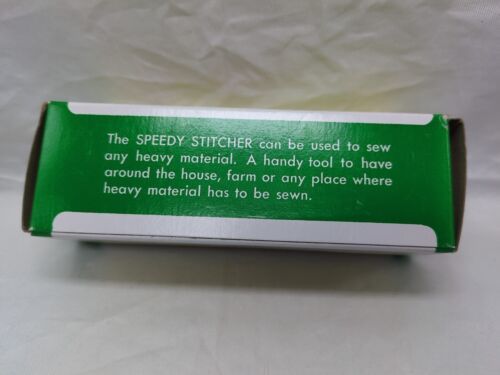 The SPEEDY STITCHER can be used to sew
any heavy material. A handy tool to have
around the house, farm or any place where
heavy material has to be sewn.